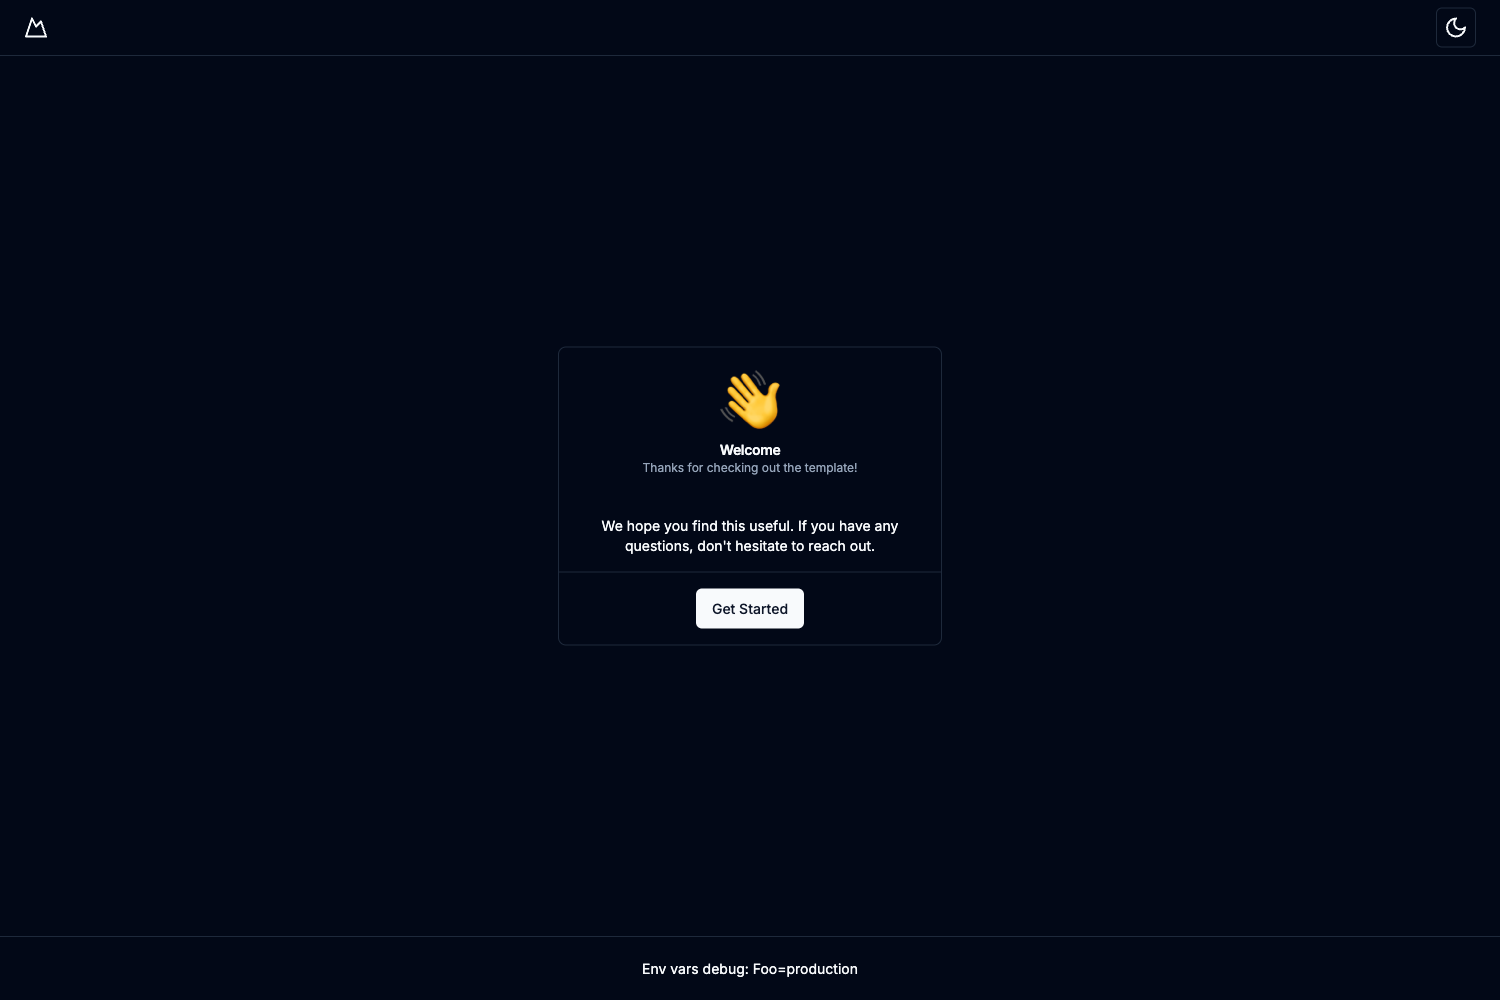 Welcome
Thanks for checking out the template!
We hope you find this useful. If you have any
questions, don't hesitate to reach out.
Get Started
Env vars debug: Foo=production